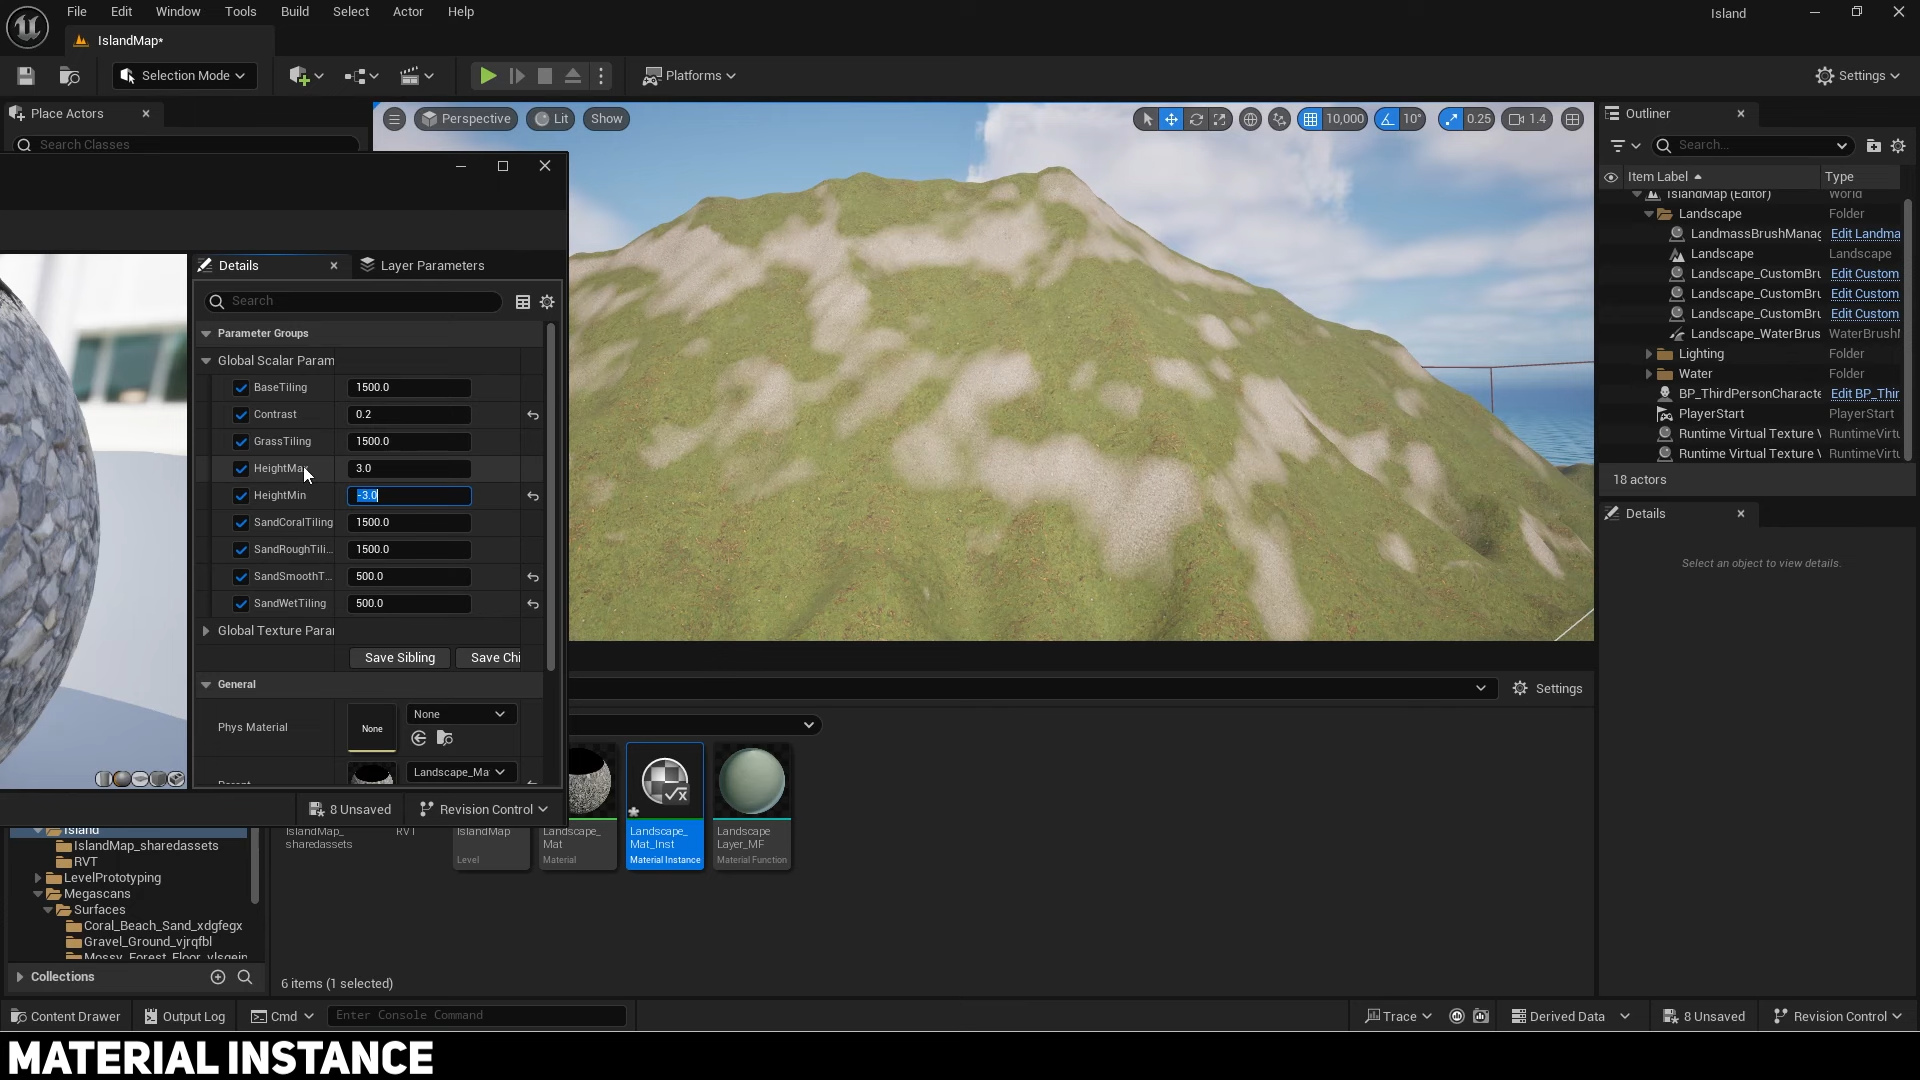 File Edit Window Tools Build Select Actor Help
Island
IslandMap*
Selection Mode
Platforms
Settings
Place Actors
Search Classes
Perspective Lit Show
10,000 10° 0.25 1.4
Outliner
Search...
Item Label Type
IslandMap (Editor) World
Landscape Folder
LandmassBrushManag Edit Landma
Landscape Landscape
Landscape_CustomBru Edit Custom
Landscape_CustomBru Edit Custom
Landscape_CustomBru Edit Custom
Landscape_WaterBrus WaterBrushM
Lighting Folder
Water Folder
BP_ThirdPersonCharacte Edit BP_Thir
PlayerStart PlayerStart
Runtime Virtual Texture V RuntimeVirtu
Runtime Virtual Texture V RuntimeVirtu
18 actors
Details
Select an object to view details.
Details Layer Parameters
Search
Parameter Groups
Global Scalar Param
BaseTiling 1500.0
Contrast 0.2
GrassTiling 1500.0
HeightMax 3.0
HeightMin -3.0
SandCoralTiling 1500.0
SandRoughTili... 1500.0
SandSmoothT... 500.0
SandWetTiling 500.0
Global Texture Parar
Save Sibling Save Chi
General
Phys Material None None
Landscape_Ma
8 Unsaved Revision Control
Settings
Island
IslandMap_sharedassets
RVT
LevelPrototyping
Megascans
Surfaces
Coral_Beach_Sand_xdgfegx
Gravel_Ground_vjrqfbl
Collections
IslandMap_
sharedassets
RVT
IslandMap
Level
Landscape_
Mat
Material
Landscape_
Mat_Inst
Material Instance
Landscape
Layer_MF
Material Function
6 items (1 selected)
Content Drawer Output Log Cmd Enter Console Command
Trace Derived Data 8 Unsaved Revision Control
MATERIAL INSTANCE